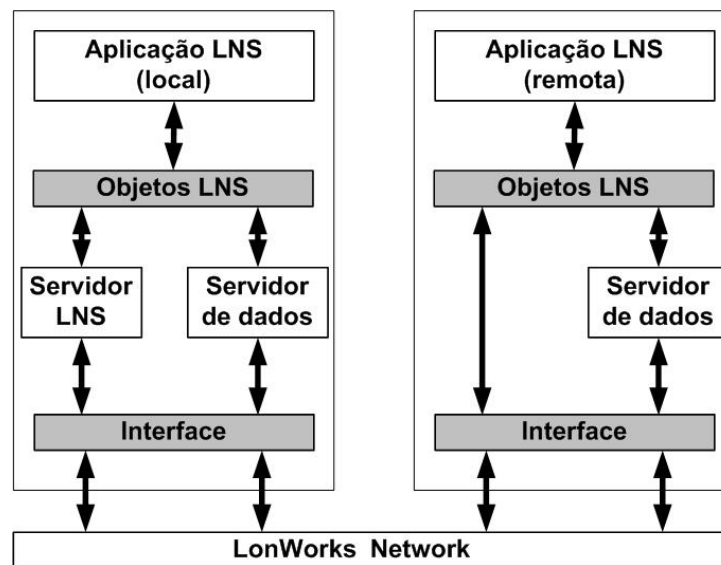 Aplicação LNS
(local)
Objetos LNS
Servidor
LNS
Servidor
de dados
Interface
Aplicação LNS
(remota)
Objetos LNS
Servidor
de dados
Interface
LonWorks Network